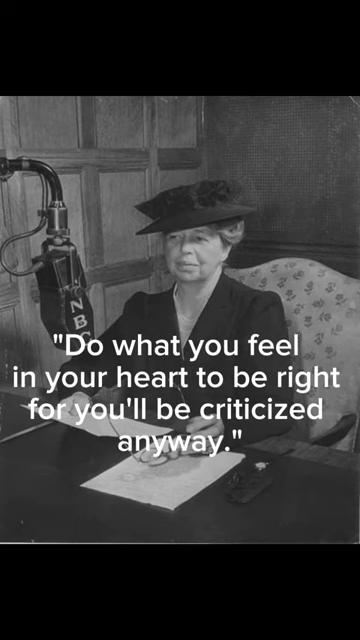 NBC
"Do what you feel
in your heart to be right
for you'll be criticized
anyway."